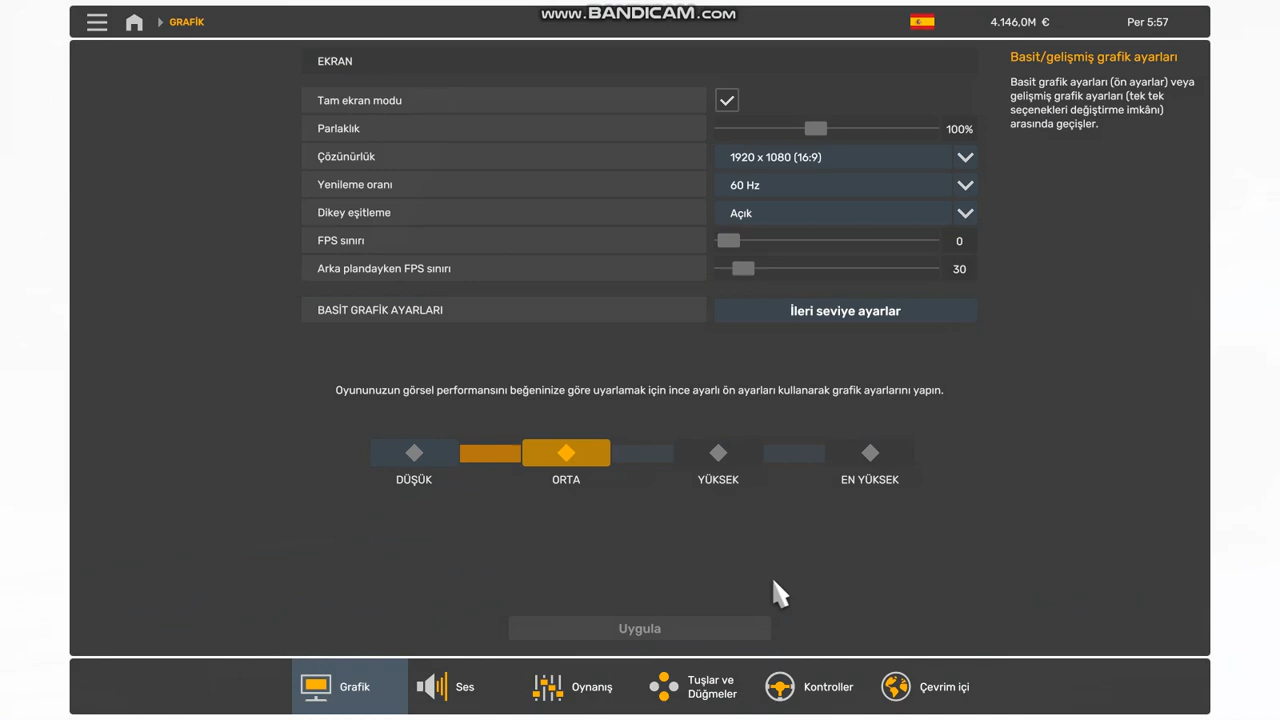 www.BANDICAM.com
GRAFİK
4.146,0M €
Per 5:57
EKRAN
Tam ekran modu
Parlaklık
100%
Çözünürlük
1920 x 1080 (16:9)
Yenileme oranı
60 Hz
Dikey eşitleme
Açık
FPS sınırı
0
Arka plandayken FPS sınırı
30
BASİT GRAFİK AYARLARI
İleri seviye ayarlar
Basit/gelişmiş grafik ayarları
Basit grafik ayarları (ön ayarlar) veya
gelişmiş grafik ayarları (tek tek
seçenekleri değiştirme imkânı)
arasında geçişler.
Oyununuzun görsel performansını beğeninize göre uyarlamak için ince ayarlı ön ayarları kullanarak grafik ayarlarını yapın.
DÜŞÜK
ORTA
YÜKSEK
EN YÜKSEK
Uygula
Grafik
Ses
Oynanış
Tuşlar ve
Düğmeler
Kontroller
Çevrim içi